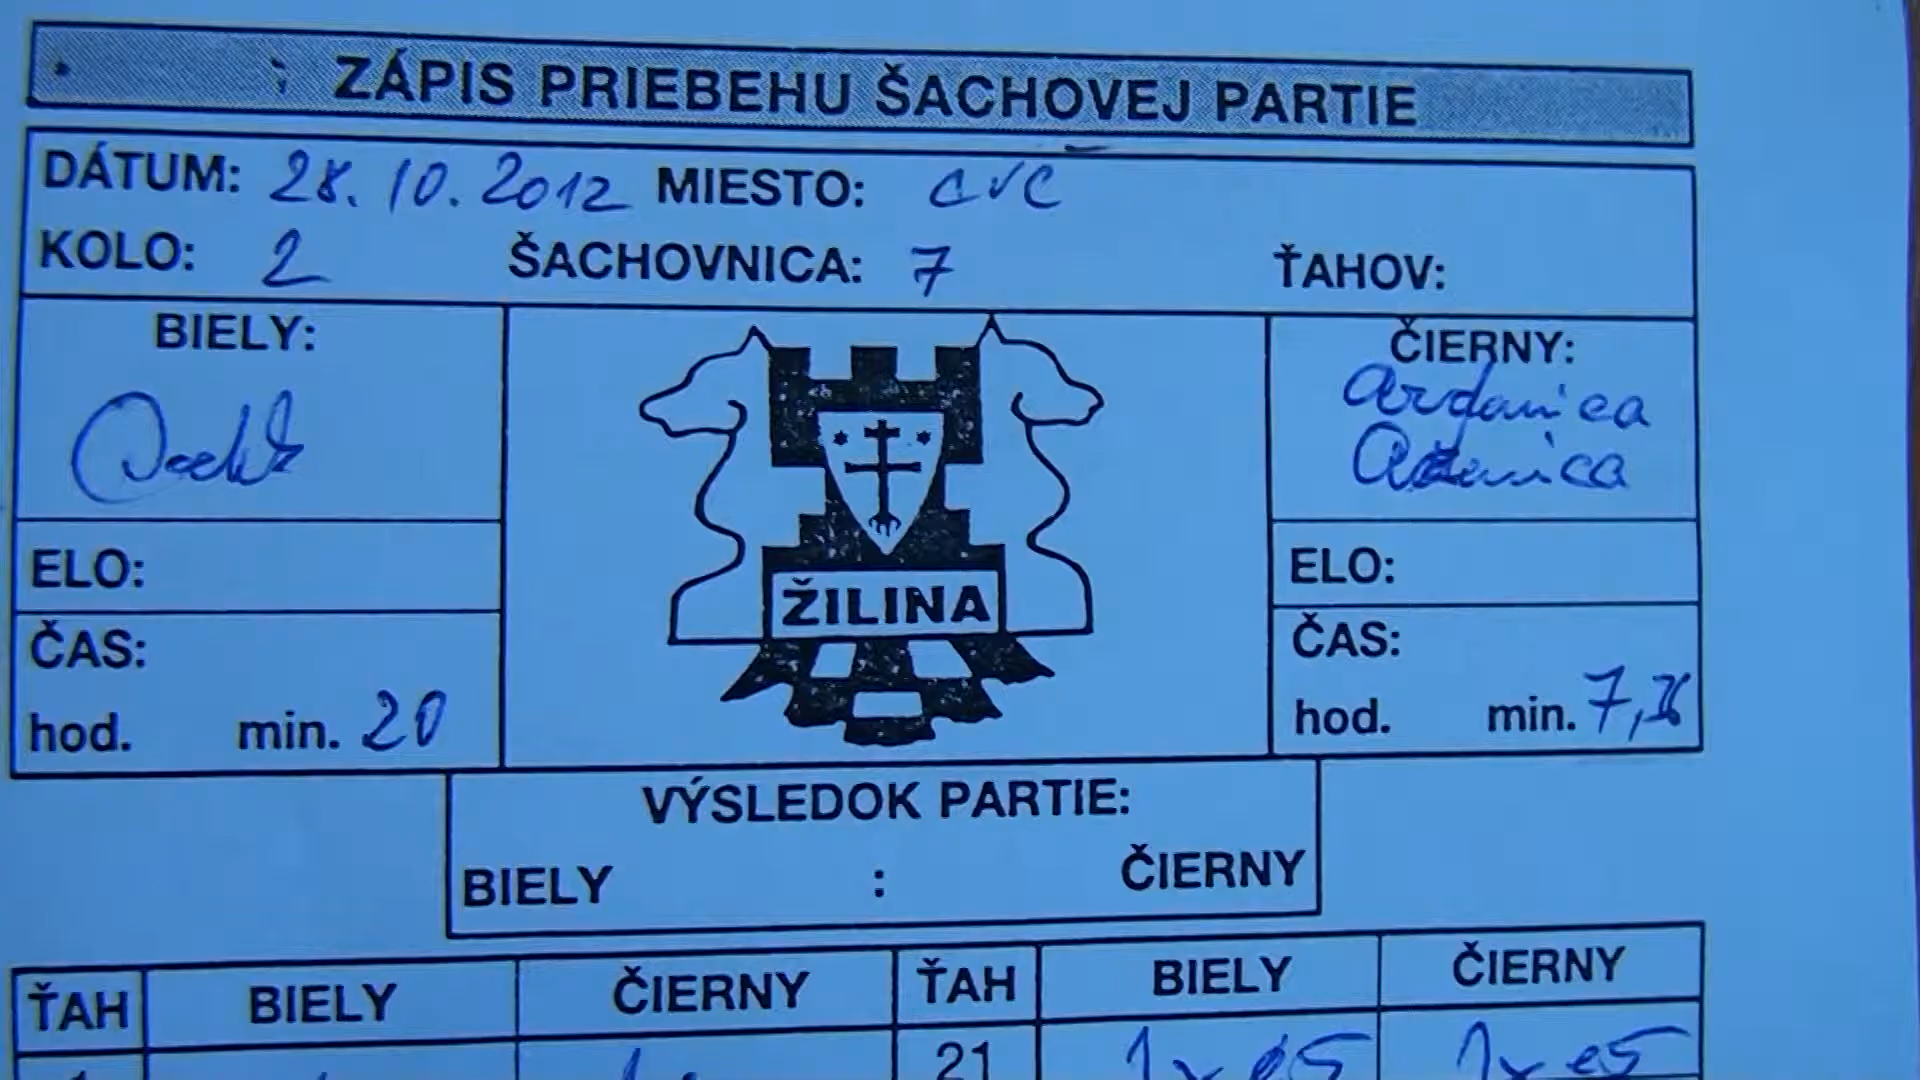 ZÁPIS PRIEBEHU ŠACHOVEJ PARTIE
DÁTUM: 28.10.2012 MIESTO: CVC
KOLO: 2 ŠACHOVNICA: 7 ŤAHOV:
BIELY: ČIERNY:
ŽILINA
ELO: ELO:
ČAS: ČAS:
hod. min. 20 hod. min. 7,
VÝSLEDOK PARTIE:
BIELY : ČIERNY
ŤAH BIELY ČIERNY ŤAH BIELY ČIERNY
21